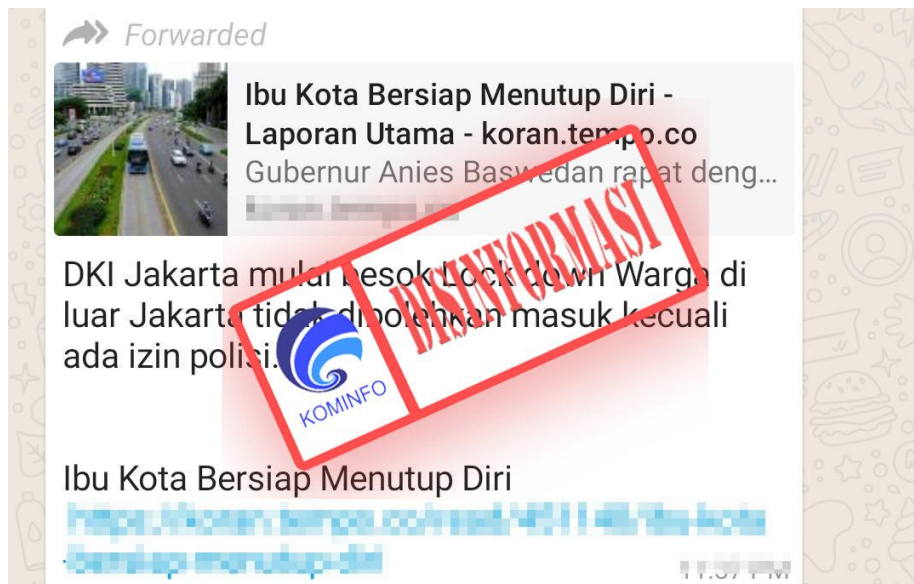 Forwarded
Ibu Kota Bersiap Menutup Diri -
Laporan Utama - koran.tempo.co
Gubernur Anies Baswedan rapat deng...
DKI Jakarta mulai besok Lock down Warga di
luar Jakarta tidak dibolehkan masuk kecuali
ada izin polisi.
DISINFORMASI
KOMINFO
Ibu Kota Bersiap Menutup Diri